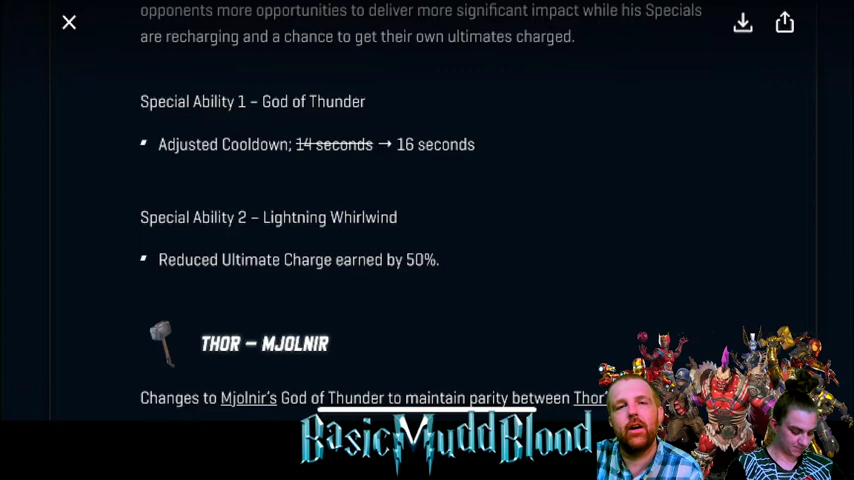 opponents more opportunities to deliver more significant impact while his Specials
are recharging and a chance to get their own ultimates charged.
Special Ability 1 – God of Thunder
Adjusted Cooldown; 14 seconds → 16 seconds
Special Ability 2 – Lightning Whirlwind
Reduced Ultimate Charge earned by 50%.
THOR – MJOLNIR
Changes to Mjolnir's God of Thunder to maintain parity between Thor
BasicMuddBlood